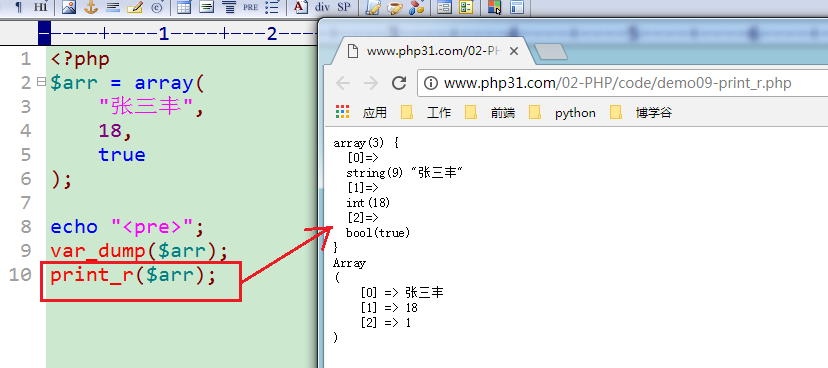 ¶ H1 A div SP PRE
----+----1----+----2--
1 <?php
2 $arr = array(
3 "张三丰",
4 18,
5 true
6 );
7
8 echo "<pre>";
9 var_dump($arr);
10 print_r($arr);
www.php31.com/02-PH
www.php31.com/02-PHP/code/demo09-print_r.php
应用 工作 前端 python 博学谷
array(3) {
[0]=>
string(9) "张三丰"
[1]=>
int(18)
[2]=>
bool(true)
}
Array
(
[0] => 张三丰
[1] => 18
[2] => 1
)